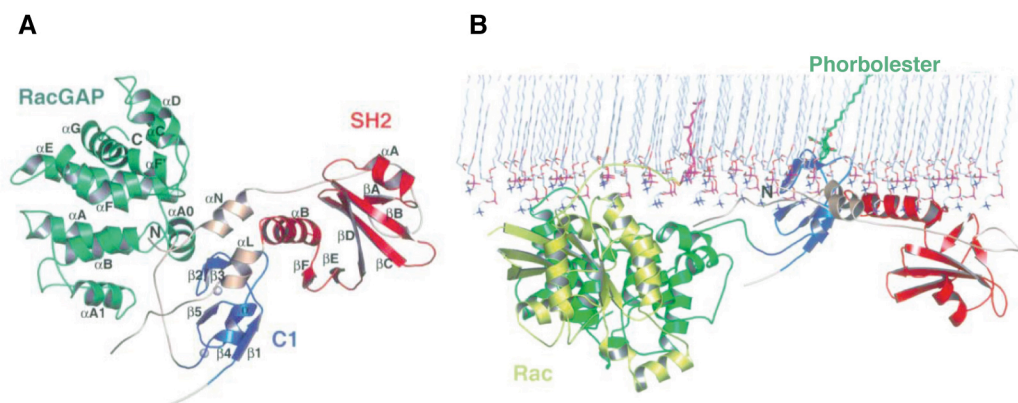 A
RacGAP
αD
αG
C
αC
αE
αF'
αF
αA
N
αA0
αB
αA1
αN
αL
β2
β3
β5
α
β4
β1
C1
SH2
αA
βA
βB
αB
βD
βC
βF
βE
B
Phorbolester
N
Rac